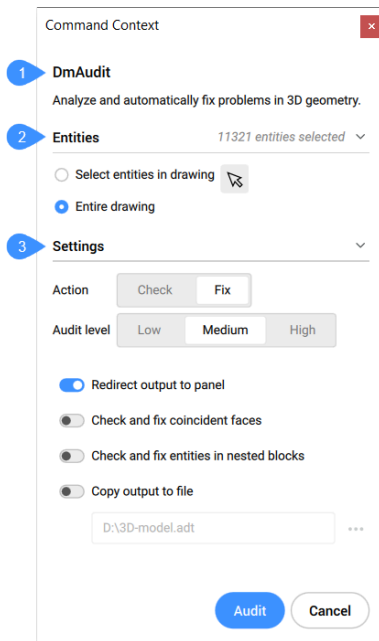 Command Context
×
1
DmAudit
Analyze and automatically fix problems in 3D geometry.
2
Entities 11321 entities selected
Select entities in drawing
Entire drawing
3
Settings
Action Check Fix
Audit level Low Medium High
Redirect output to panel
Check and fix coincident faces
Check and fix entities in nested blocks
Copy output to file
D:\3D-model.adt
Audit Cancel